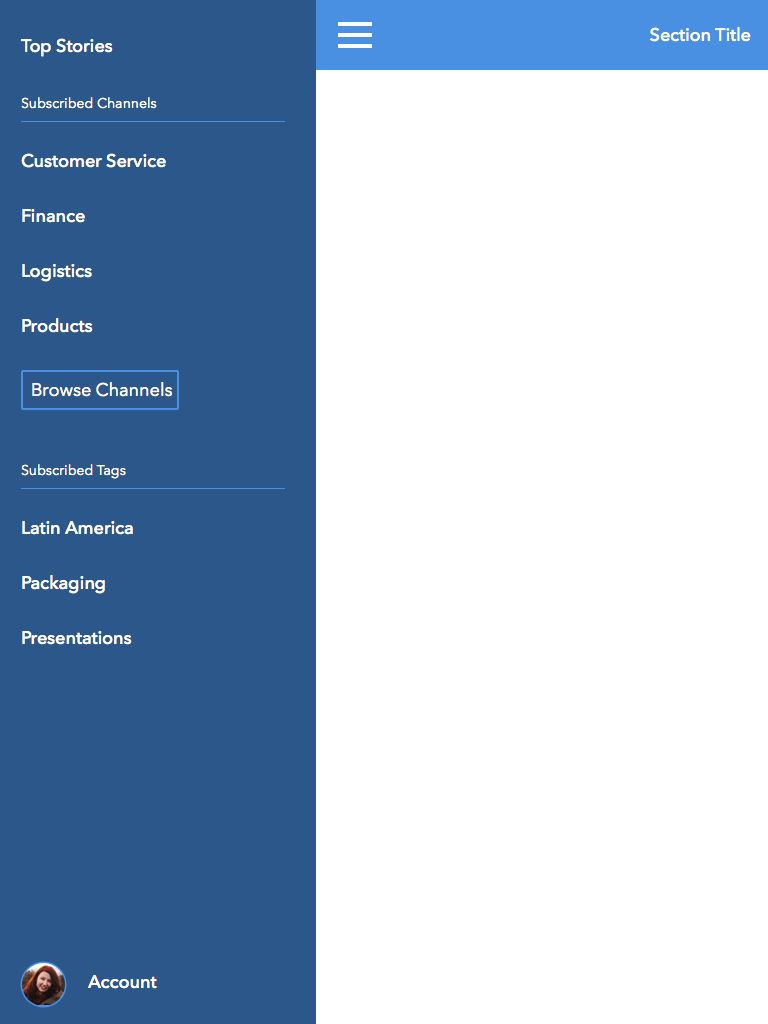 Top Stories
Section Title
Subscribed Channels
Customer Service
Finance
Logistics
Products
Browse Channels
Subscribed Tags
Latin America
Packaging
Presentations
Account